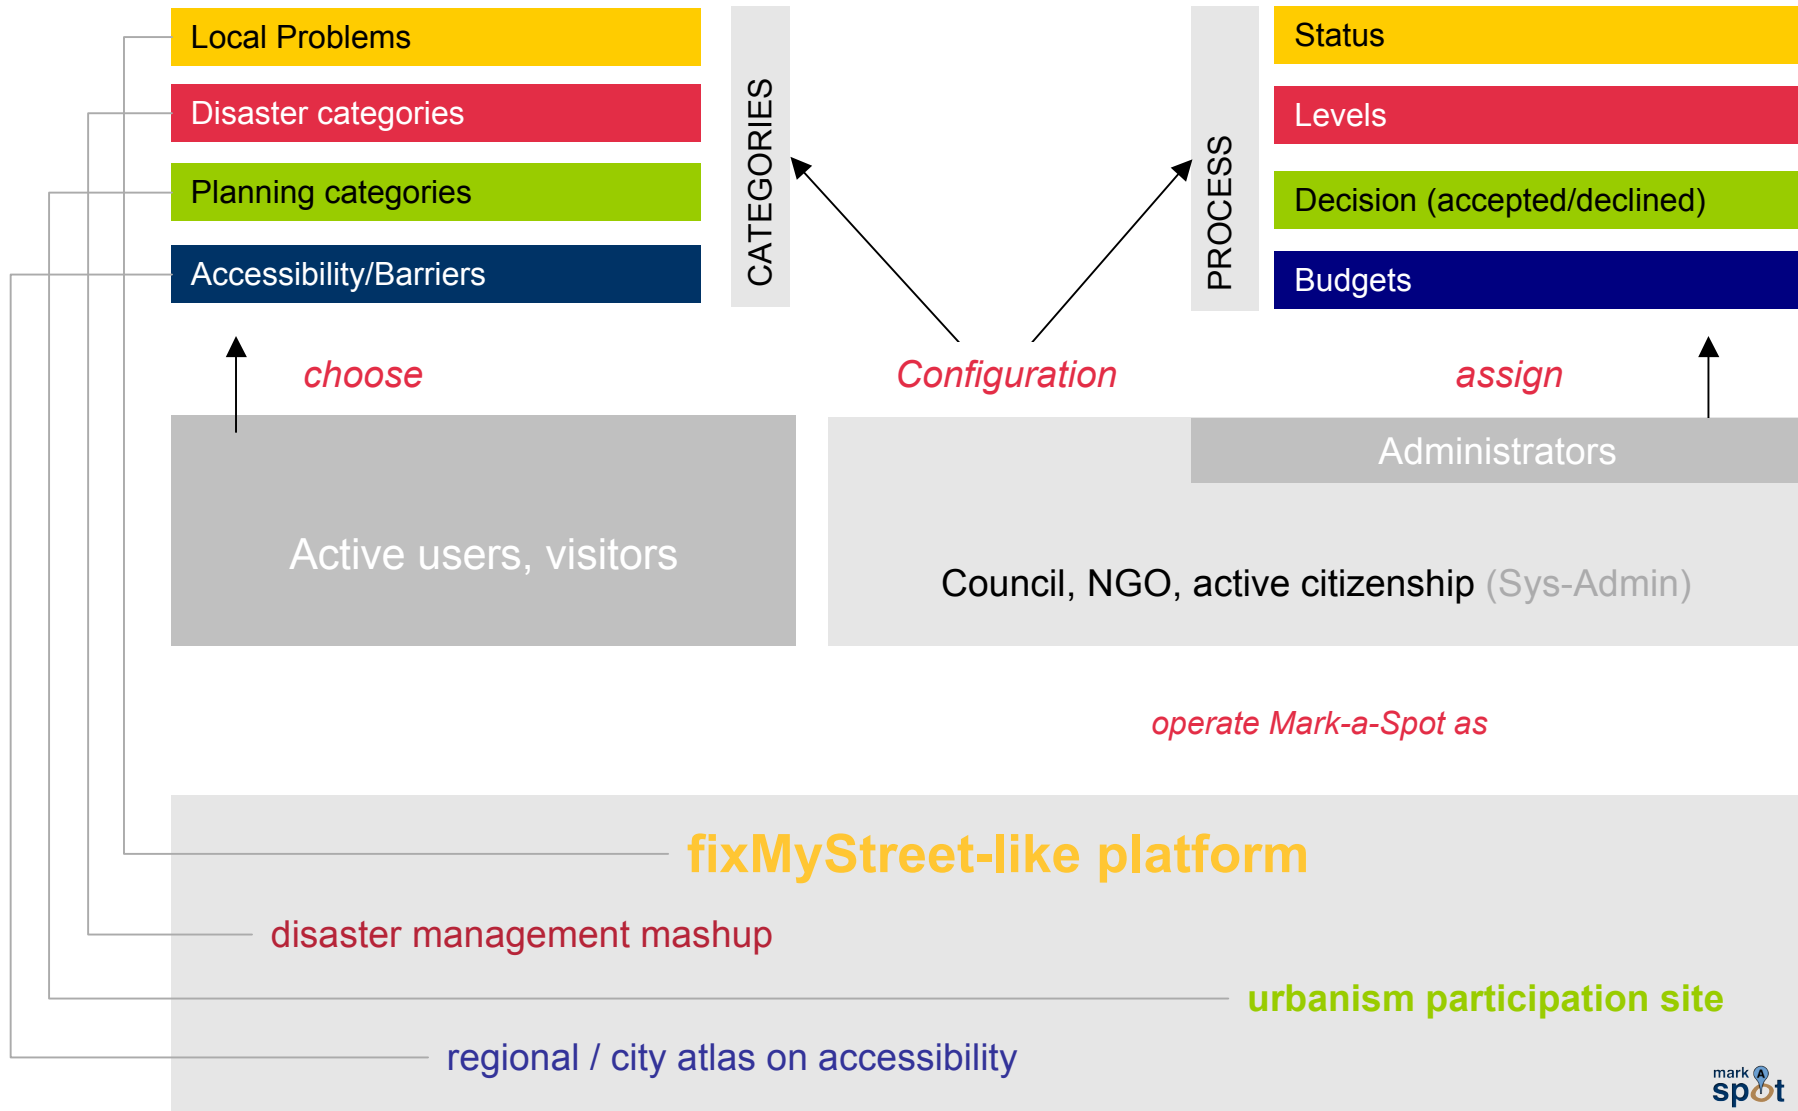 Local Problems
Disaster categories
Planning categories
Accessibility/Barriers
CATEGORIES
PROCESS
Status
Levels
Decision (accepted/declined)
Budgets
choose
Configuration
assign
Active users, visitors
Administrators
Council, NGO, active citizenship (Sys-Admin)
operate Mark-a-Spot as
fixMyStreet-like platform
disaster management mashup
urbanism participation site
regional / city atlas on accessibility
mark A
spot